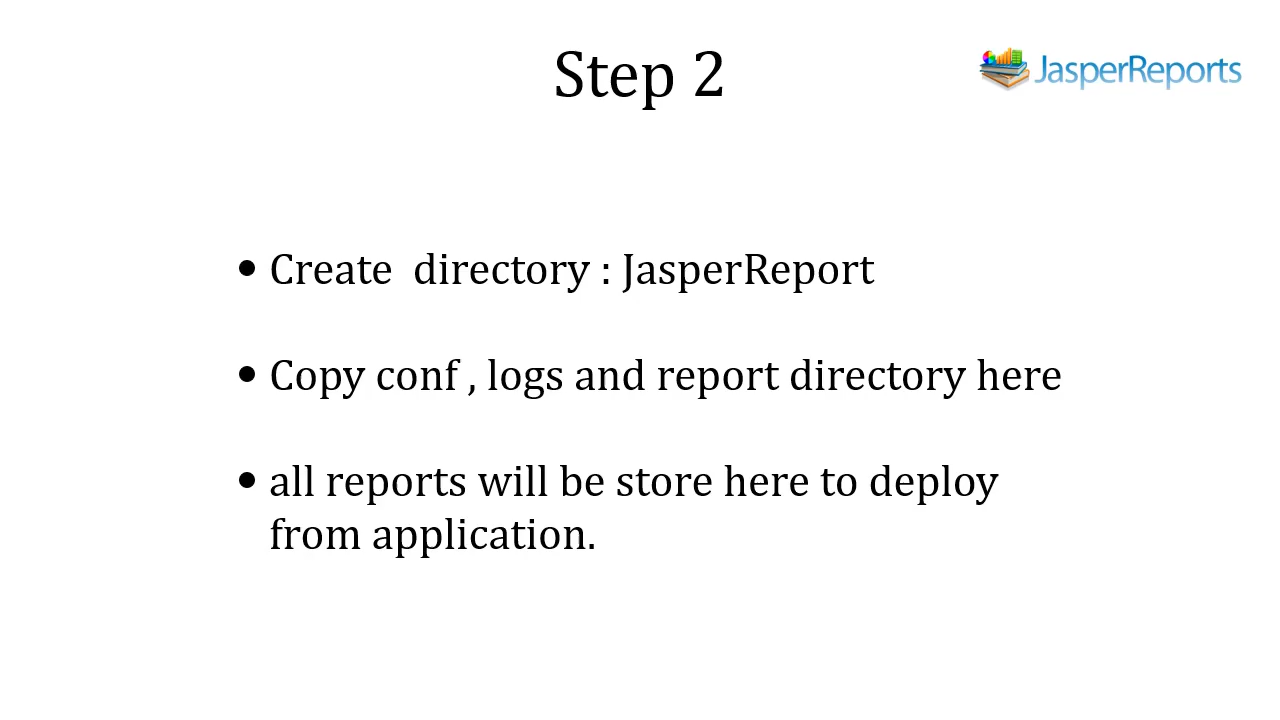 Step 2
JasperReports
• Create  directory : JasperReport
• Copy conf , logs and report directory here
• all reports will be store here to deploy
from application.